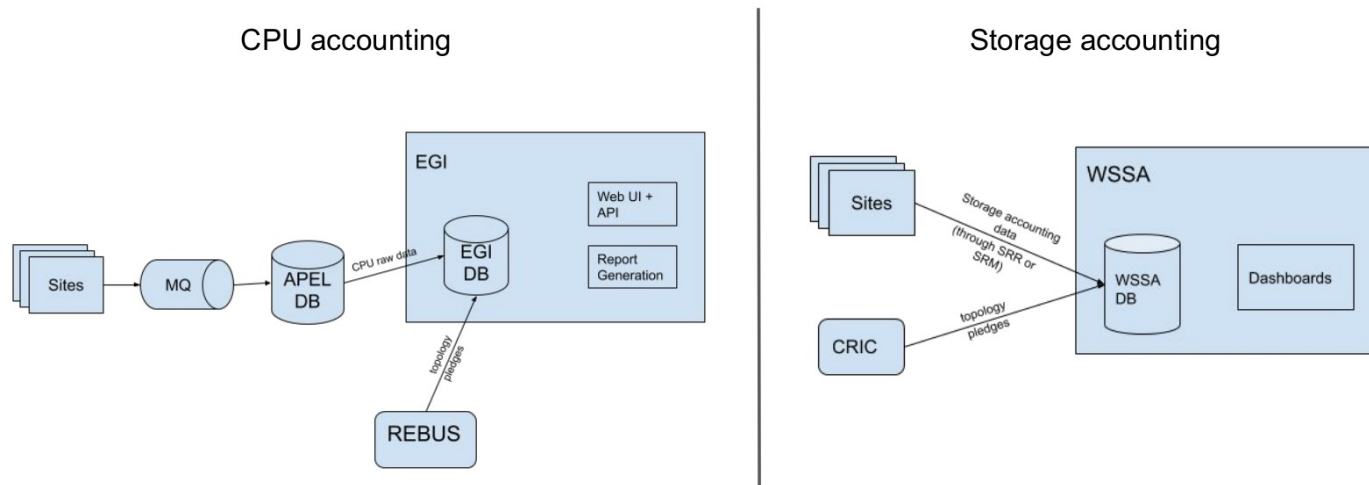 CPU accounting
EGI
Web UI +
API
Report
Generation
EGI
DB
CPU raw data
Sites
MQ
APEL
DB
topology
pledges
REBUS
Storage accounting
WSSA
Sites
Storage accounting
data
(through SRR or
SRM)
WSSA
DB
Dashboards
CRIC
topology
pledges